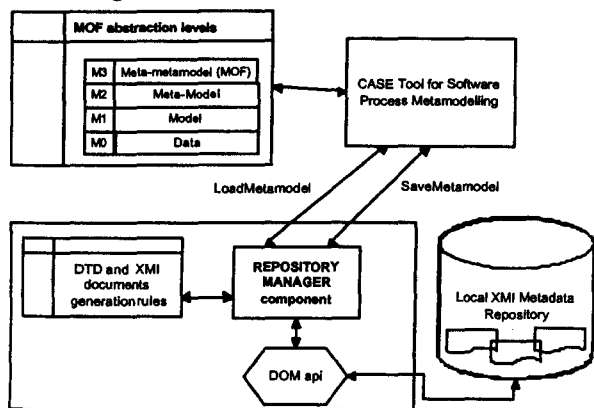 MOF abstraction levels
M3 Meta-metamodel (MOF)
M2 Meta-Model
M1 Model
M0 Data
CASE Tool for Software
Process Metamodelling
LoadMetamodel
SaveMetamodel
DTD and XMI
documents
generation rules
REPOSITORY
MANAGER
component
DOM api
Local XMI Metadata
Repository